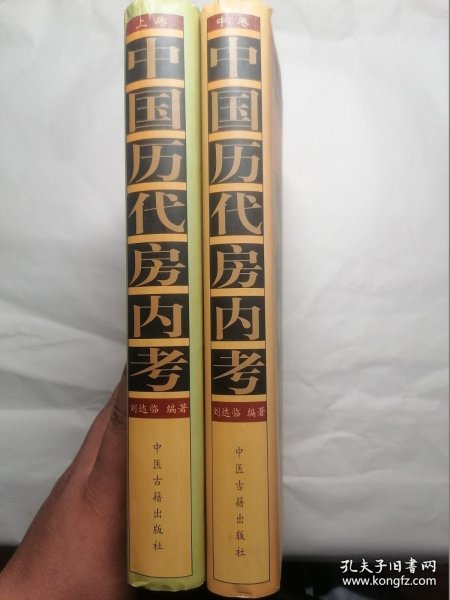 上卷
中国历代房内考
刘达临 编著
中医古籍出版社
中卷
中国历代房内考
刘达临 编著
中医古籍出版社
孔夫子旧书网
www.kongfz.com